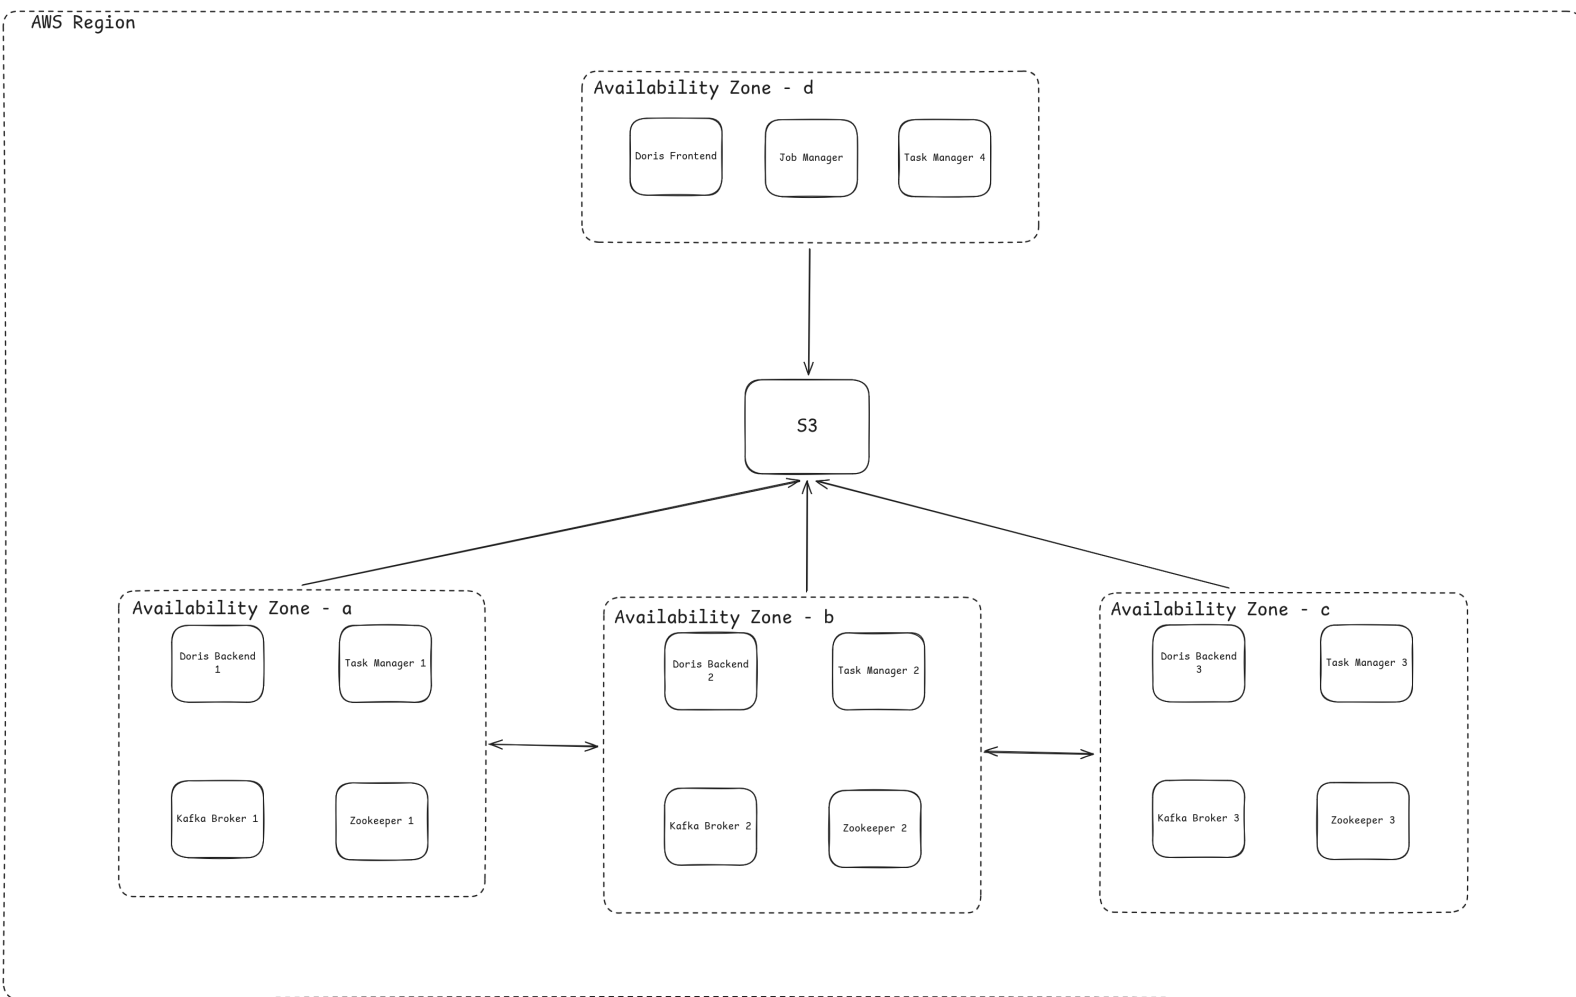 AWS Region
Availability Zone - d
Doris Frontend
Job Manager
Task Manager 4
S3
Availability Zone - a
Doris Backend
1
Task Manager 1
Kafka Broker 1
Zookeeper 1
Availability Zone - b
Doris Backend
2
Task Manager 2
Kafka Broker 2
Zookeeper 2
Availability Zone - c
Doris Backend
3
Task Manager 3
Kafka Broker 3
Zookeeper 3